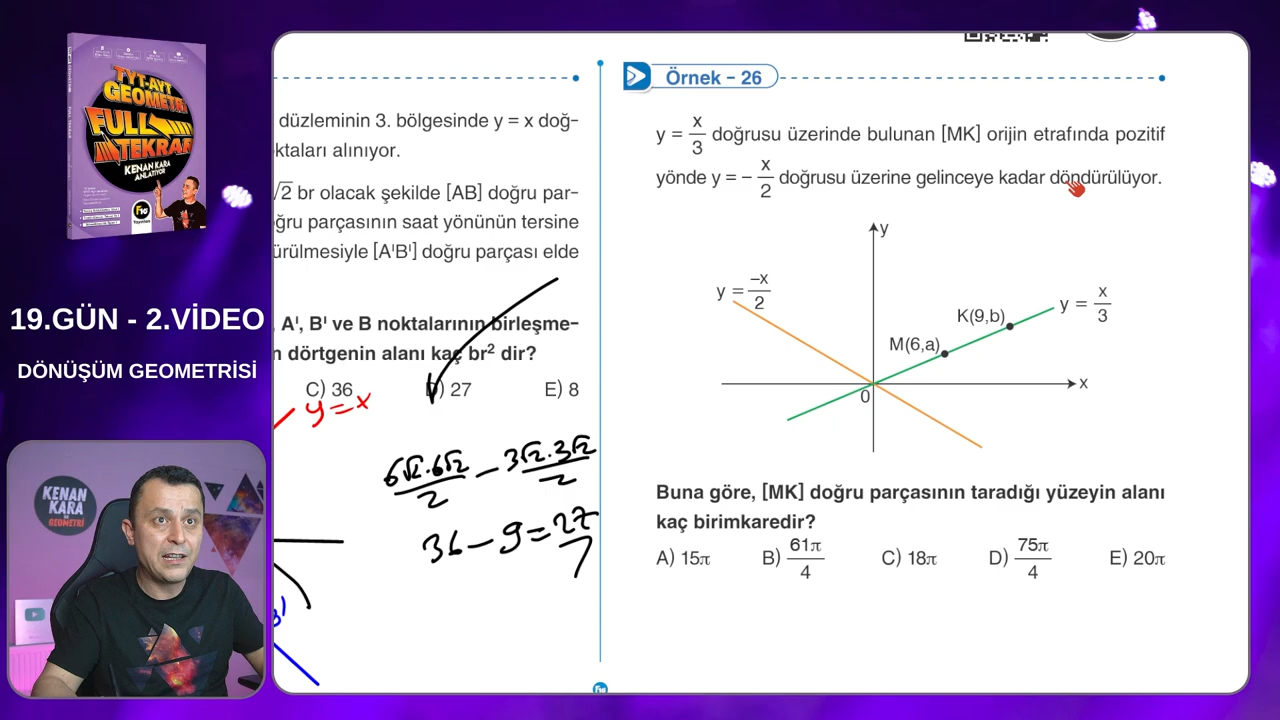 TYT-AYT
GEOMETRİ
FULL
TEKRAR
KENAN KARA
ANLATIYOR
19.GÜN - 2.VİDEO
DÖNÜŞÜM GEOMETRİSİ
KENAN
KARA
GEOMETRİ
düzleminin 3. bölgesinde y = x doğ-
ktaları alınıyor.
√2 br olacak şekilde [AB] doğru par-
ğru parçasının saat yönünün tersine
ürülmesiyle [A'B'] doğru parçası elde
, A', B' ve B noktalarının birleşme-
n dörtgenin alanı kaç br² dir?
C) 36 D) 27 E) 8
y=x
6√2.6√2/2 - 3√2.3√2/2
36-9=27
B'
Örnek – 26
y = x/3 doğrusu üzerinde bulunan [MK] orijin etrafında pozitif
yönde y = - x/2 doğrusu üzerine gelinceye kadar döndürülüyor.
y
y = -x/2
y = x/3
K(9,b)
M(6,a)
x
0
Buna göre, [MK] doğru parçasının taradığı yüzeyin alanı
kaç birimkaredir?
A) 15π B) 61π/4 C) 18π D) 75π/4 E) 20π